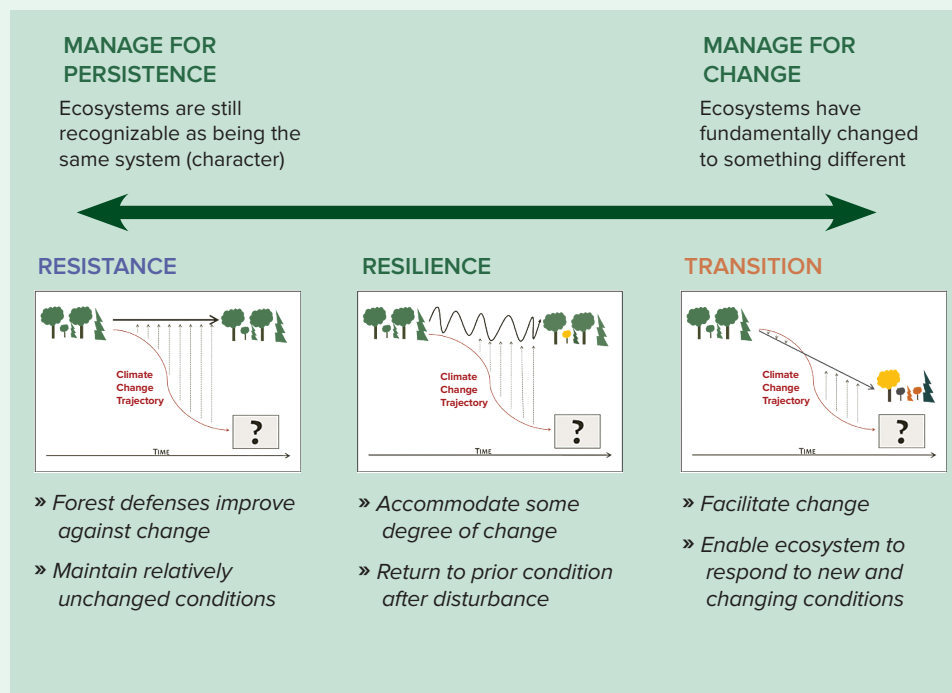 MANAGE FOR
PERSISTENCE
Ecosystems are still
recognizable as being the
same system (character)
MANAGE FOR
CHANGE
Ecosystems have
fundamentally changed
to something different
RESISTANCE
Climate
Change
Trajectory
?
TIME
» Forest defenses improve
against change
» Maintain relatively
unchanged conditions
RESILIENCE
Climate
Change
Trajectory
?
TIME
» Accommodate some
degree of change
» Return to prior condition
after disturbance
TRANSITION
Climate
Change
Trajectory
?
TIME
» Facilitate change
» Enable ecosystem to
respond to new and
changing conditions